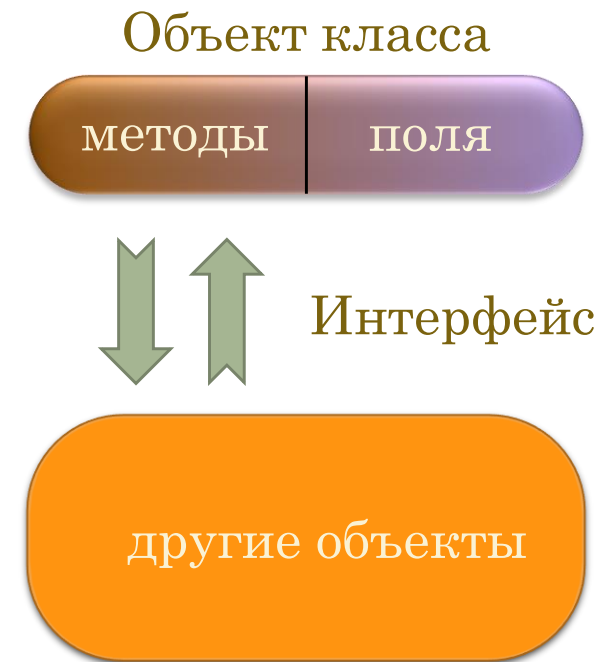 Объект класса
методы поля
Интерфейс
другие объекты